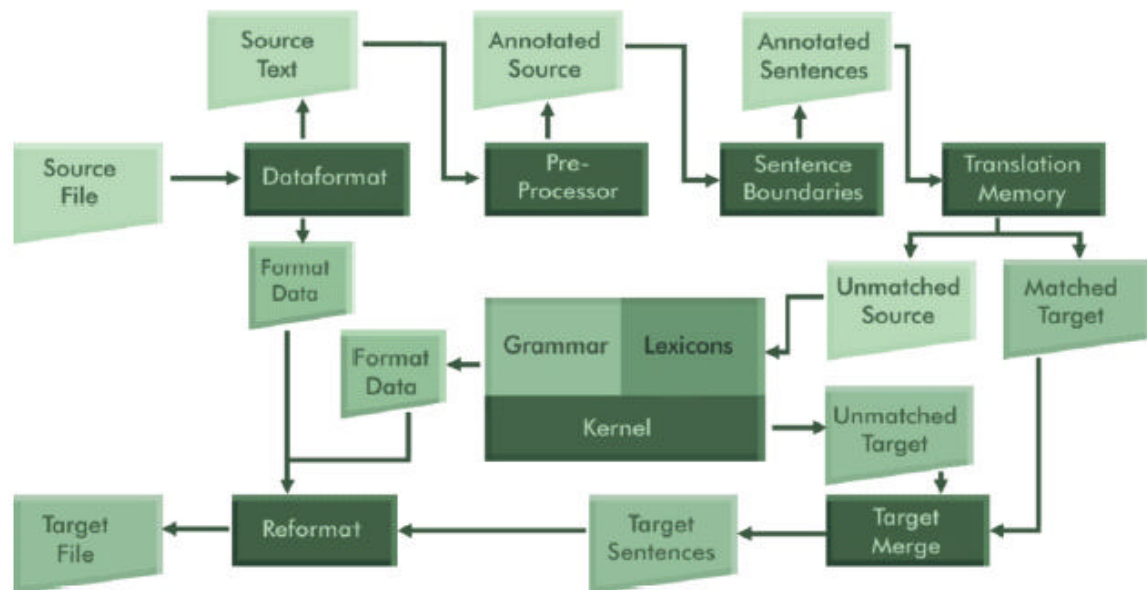 Source
Text
Annotated
Source
Annotated
Sentences
Source
File
Dataformat
Pre-
Processor
Sentence
Boundaries
Translation
Memory
Format
Data
Unmatched
Source
Matched
Target
Grammar
Lexicons
Kernel
Format
Data
Unmatched
Target
Target
File
Reformat
Target
Sentences
Target
Merge